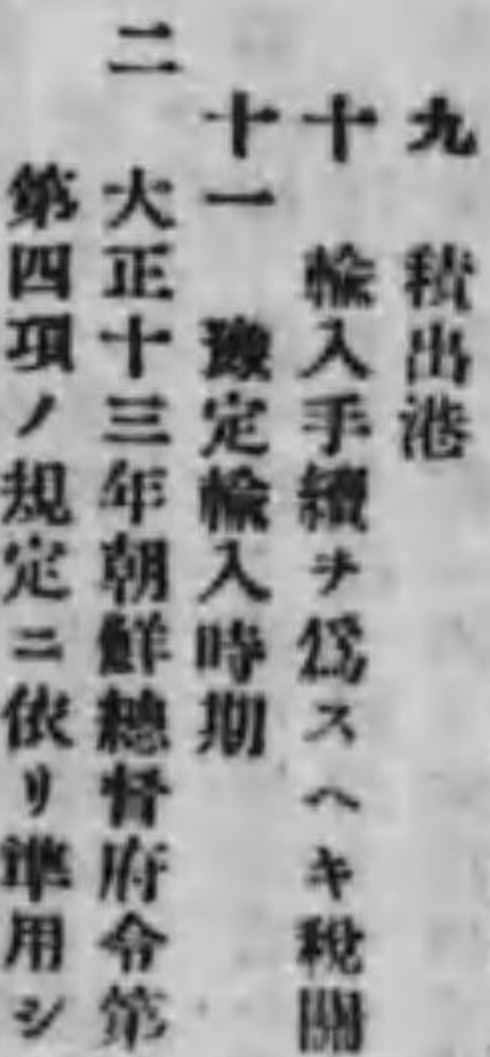 九 積出港
十 輸入手續ヲ爲スヘキ稅關
十一 豫定輸入時期
二 大正十三年朝鮮總督府令第
第四項ノ規定ニ依リ準用シ